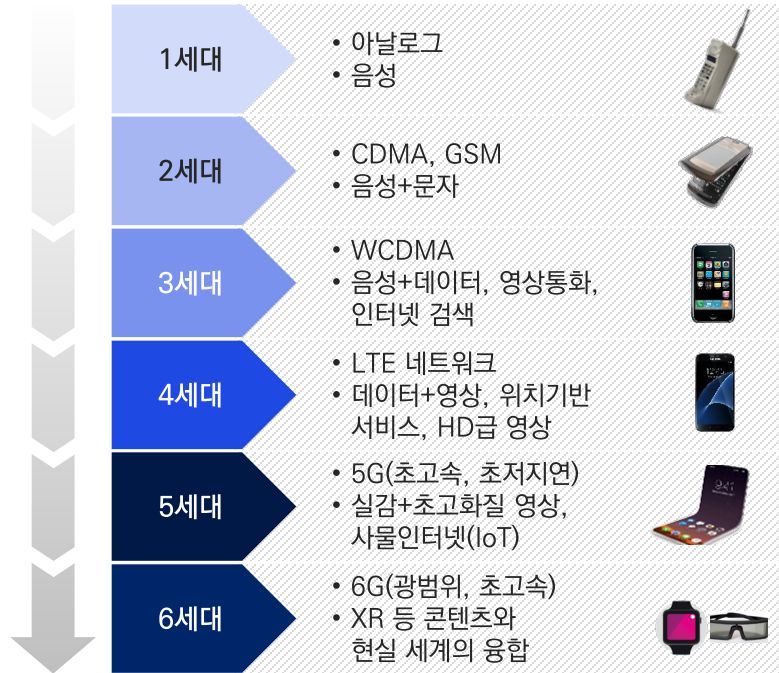 1세대
• 아날로그
• 음성
2세대
• CDMA, GSM
• 음성+문자
3세대
• WCDMA
• 음성+데이터, 영상통화,
인터넷 검색
4세대
• LTE 네트워크
• 데이터+영상, 위치기반
서비스, HD급 영상
5세대
• 5G(초고속, 초저지연)
• 실감+초고화질 영상,
사물인터넷(IoT)
9:41
6세대
• 6G(광범위, 초고속)
• XR 등 콘텐츠와
현실 세계의 융합